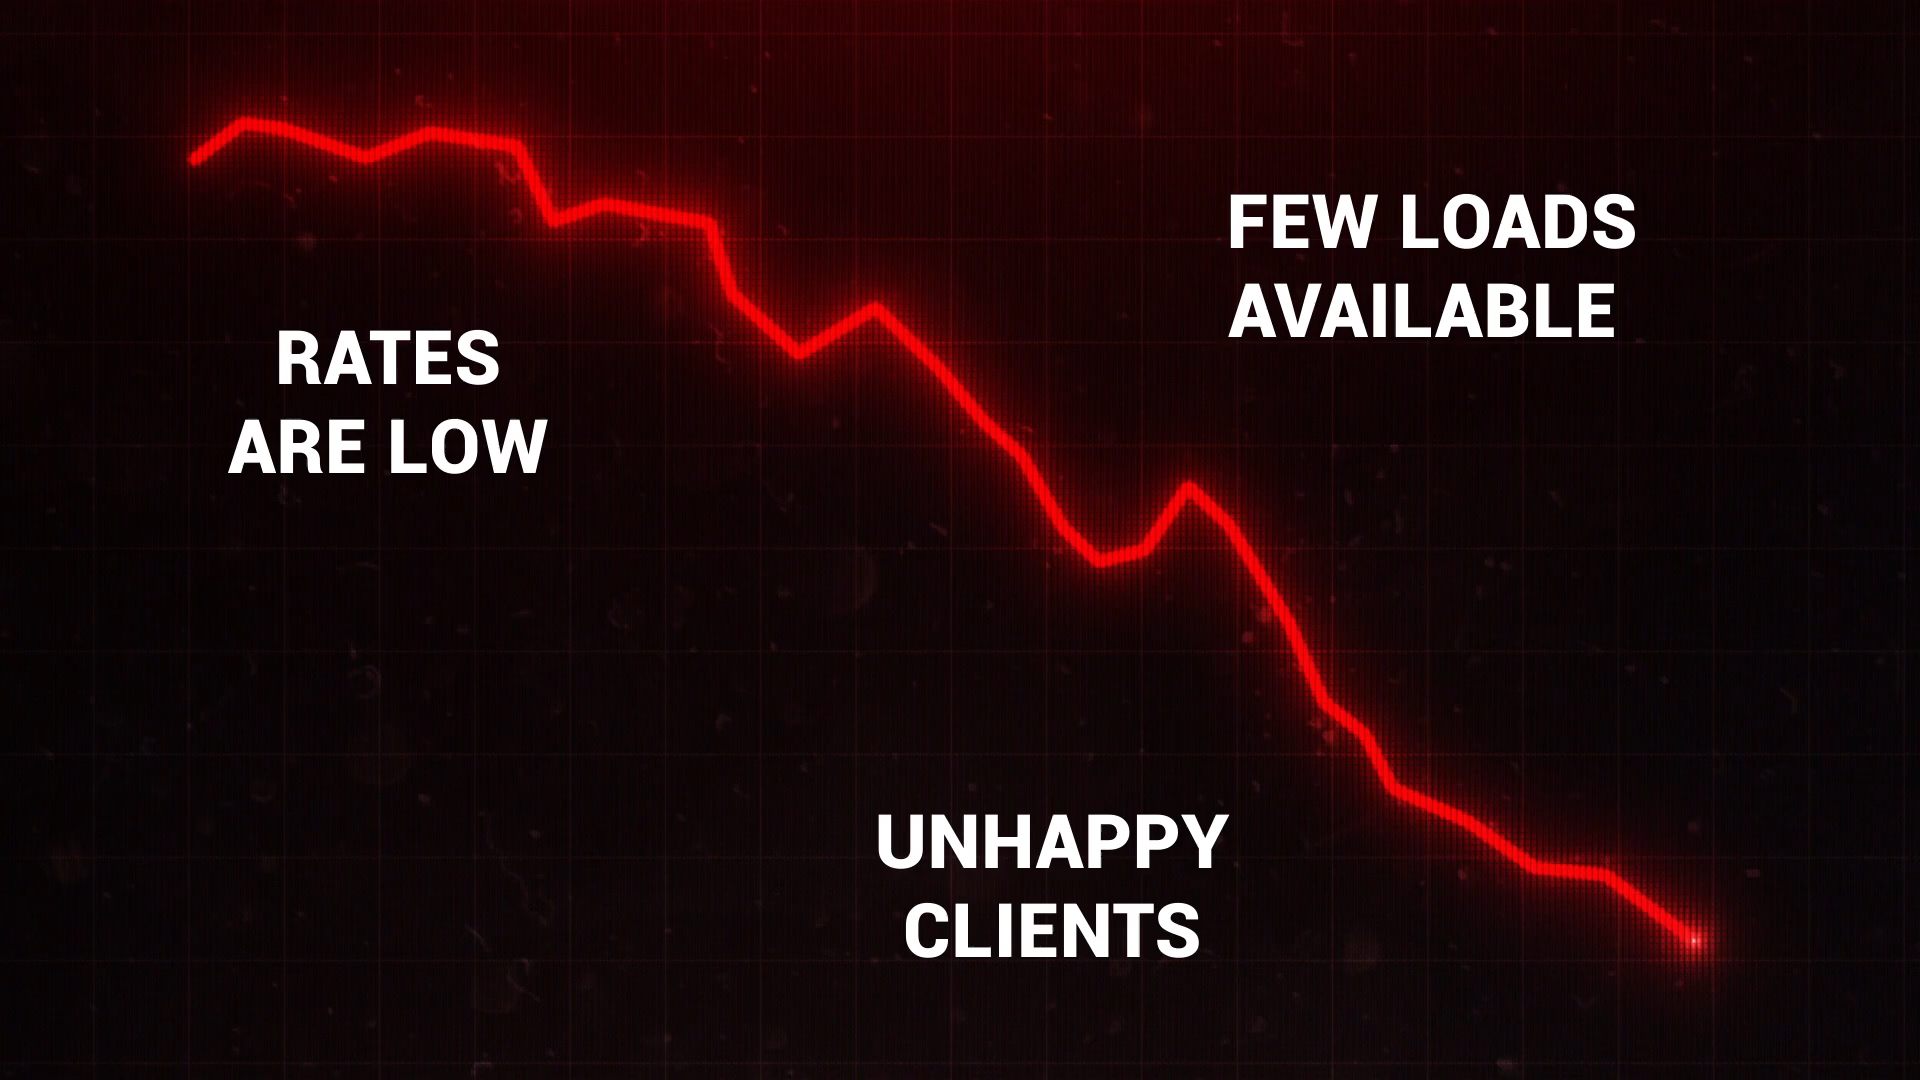 RATES
ARE LOW
FEW LOADS
AVAILABLE
UNHAPPY
CLIENTS